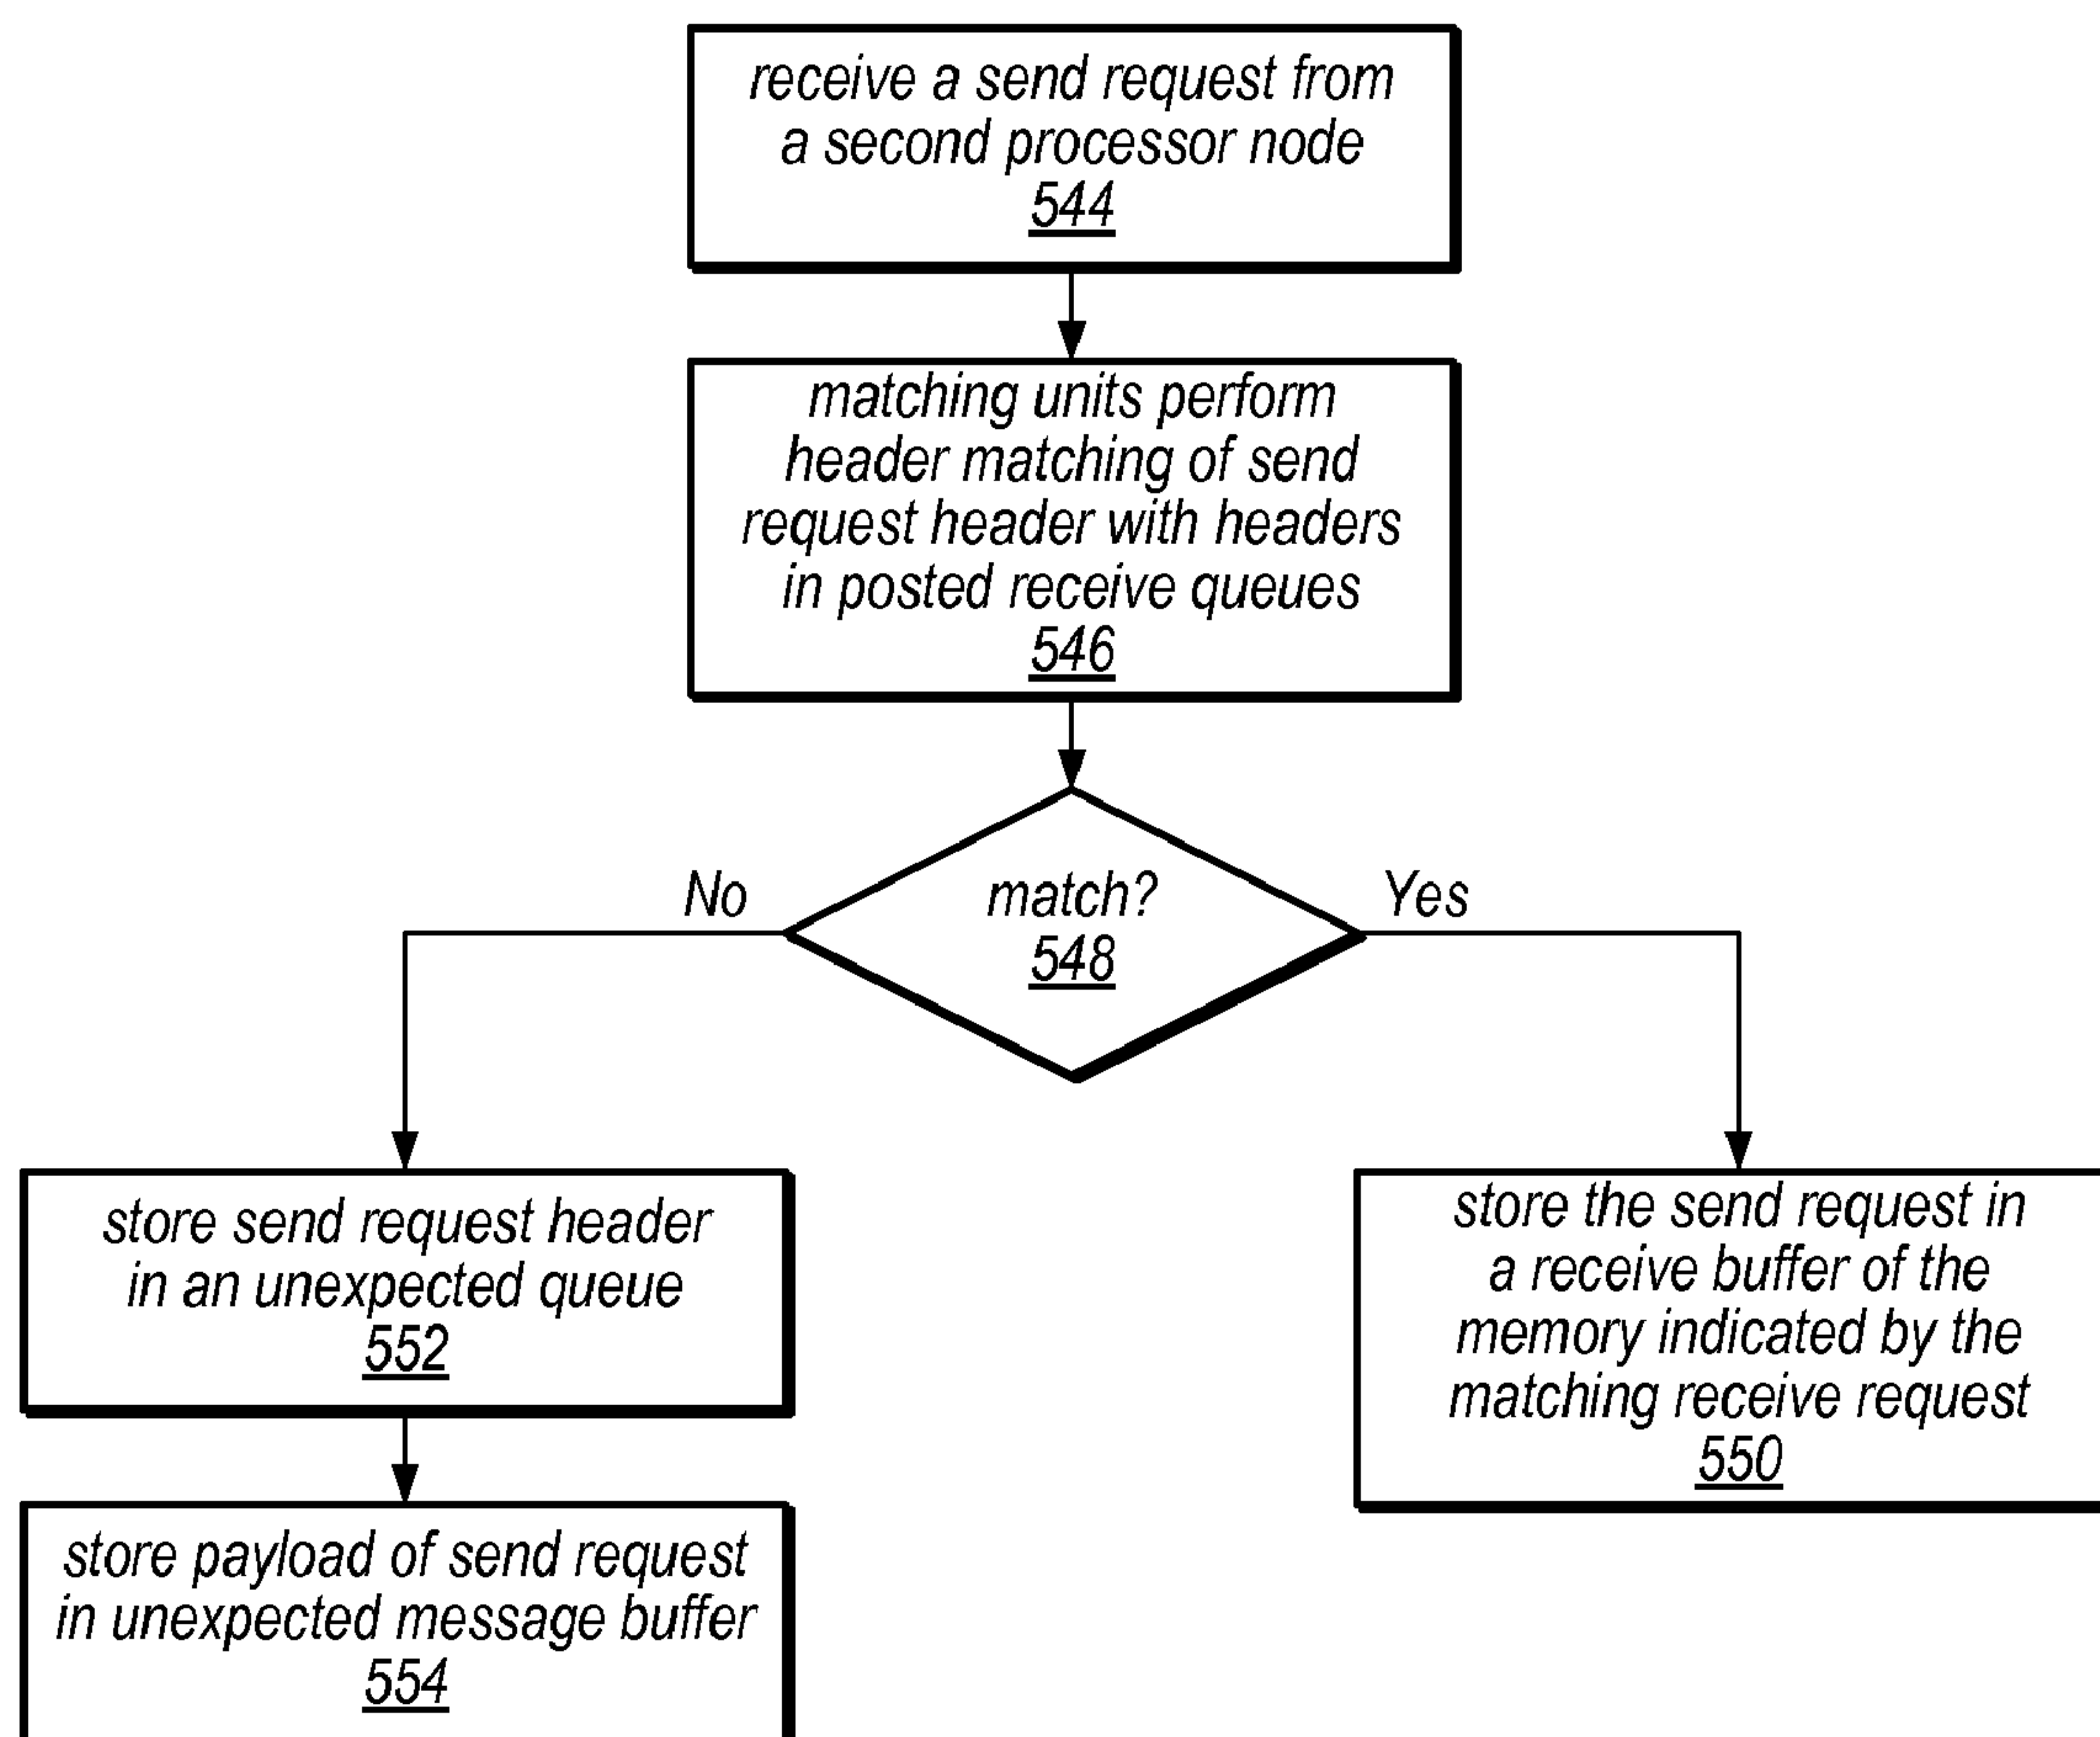 receive a send request from
a second processor node
544
matching units perform
header matching of send
request header with headers
in posted receive queues
546
match?
548
No
Yes
store send request header
in an unexpected queue
552
store payload of send request
in unexpected message buffer
554
store the send request in
a receive buffer of the
memory indicated by the
matching receive request
550